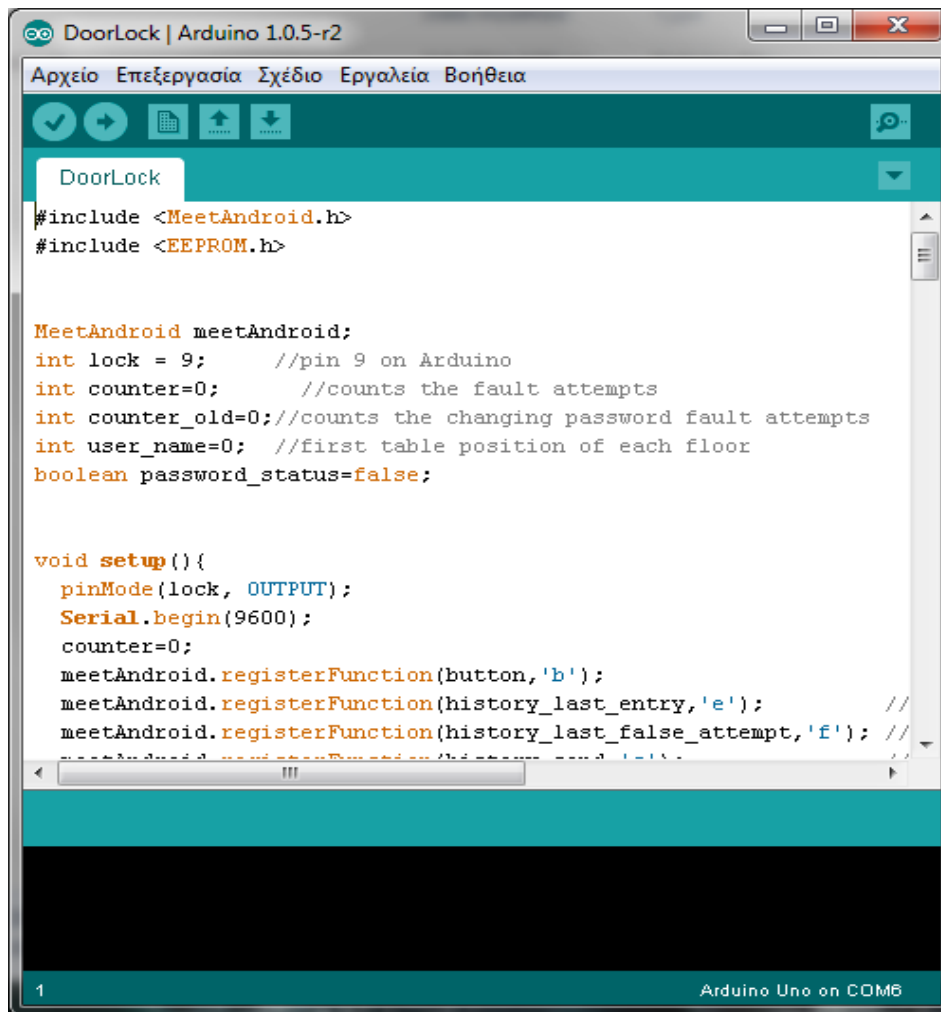 DoorLock | Arduino 1.0.5-r2
Αρχείο Επεξεργασία Σχέδιο Εργαλεία Βοήθεια
DoorLock
#include <MeetAndroid.h>
#include <EEPROM.h>
MeetAndroid meetAndroid;
int lock = 9; //pin 9 on Arduino
int counter=0; //counts the fault attempts
int counter_old=0;//counts the changing password fault attempts
int user_name=0; //first table position of each floor
boolean password_status=false;
void setup(){
pinMode(lock, OUTPUT);
Serial.begin(9600);
counter=0;
meetAndroid.registerFunction(button,'b');
meetAndroid.registerFunction(history_last_entry,'e'); //
meetAndroid.registerFunction(history_last_false_attempt,'f'); //
1 Arduino Uno on COM6